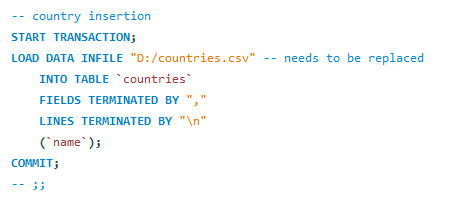 -- country insertion
START TRANSACTION;
LOAD DATA INFILE "D:/countries.csv" -- needs to be replaced
    INTO TABLE `countries`
    FIELDS TERMINATED BY ","
    LINES TERMINATED BY "\n"
    (`name`);
COMMIT;
-- ;;